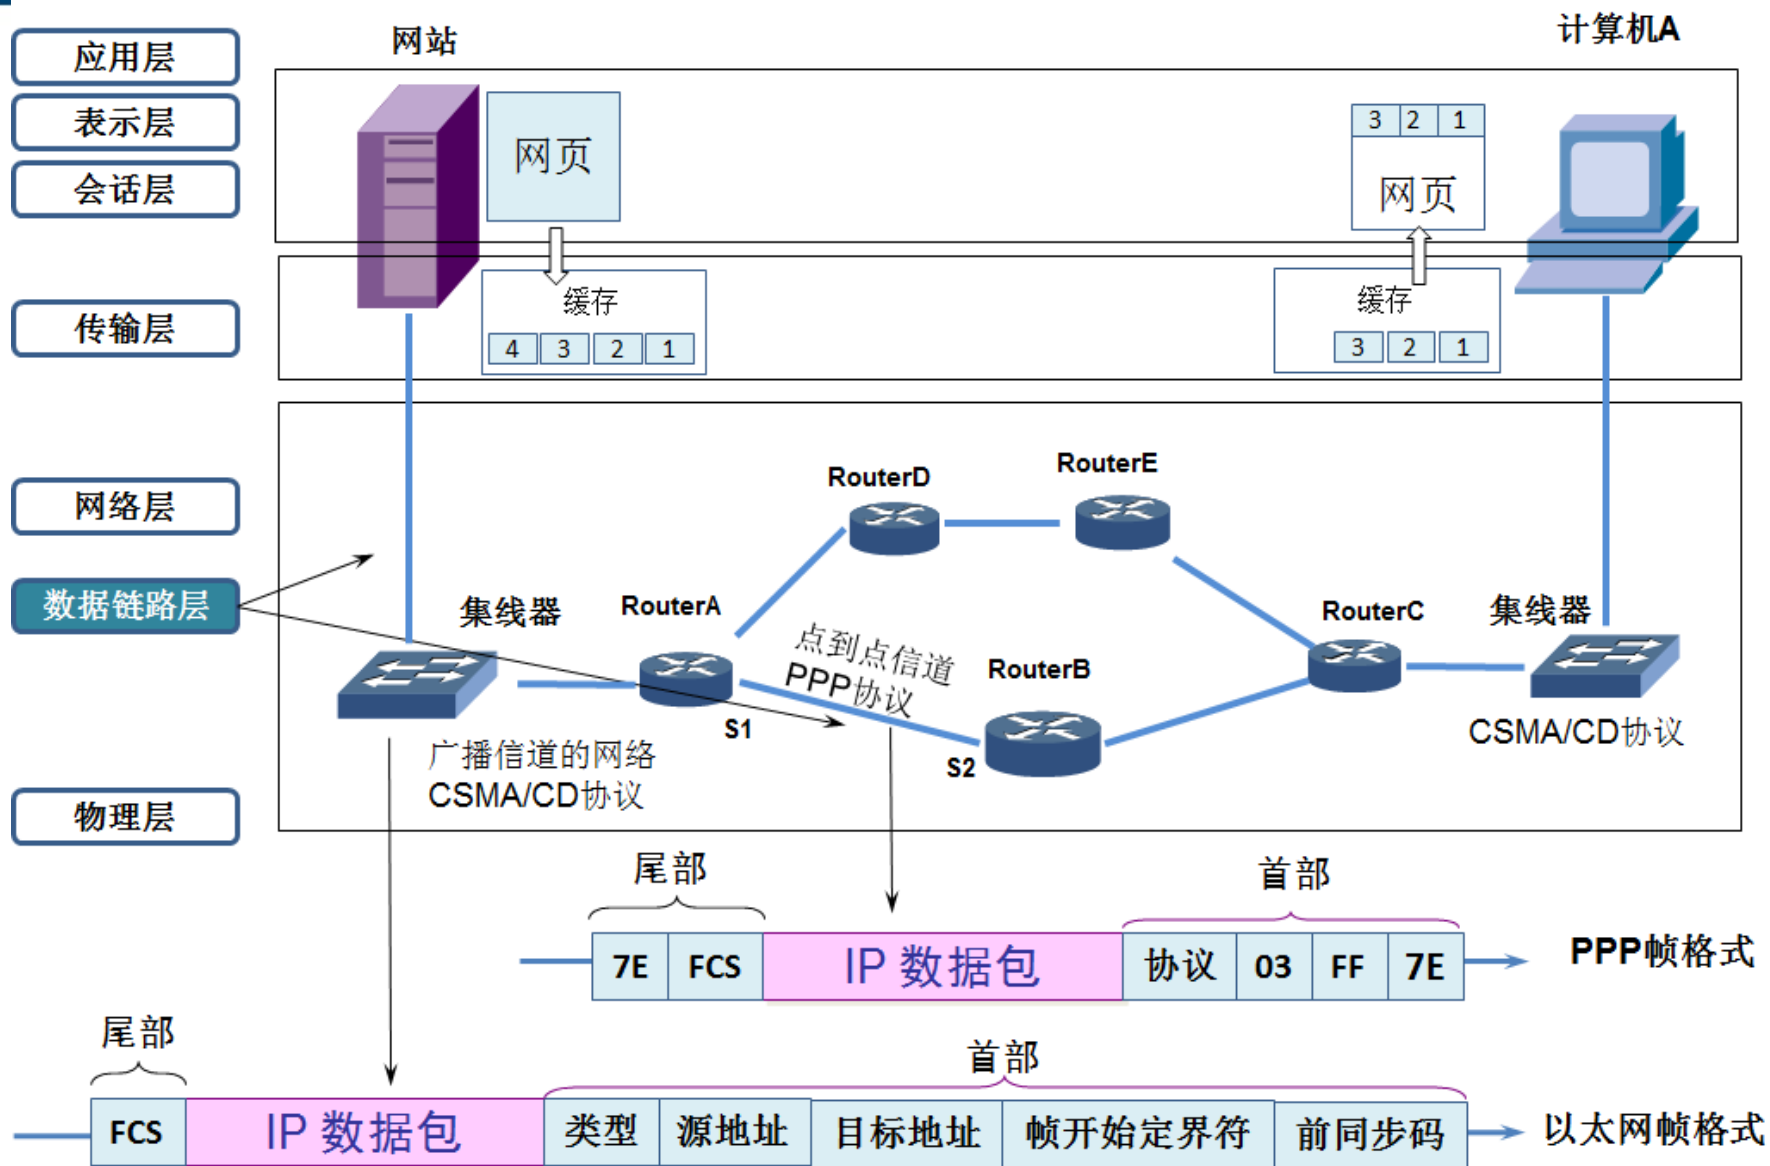 网站
计算机A
应用层
表示层
会话层
网页
3 2 1
网页
传输层
缓存
4 3 2 1
缓存
3 2 1
网络层
数据链路层
物理层
RouterD
RouterE
集线器
RouterA
点到点信道
PPP协议
RouterB
RouterC
集线器
S1
S2
广播信道的网络
CSMA/CD协议
CSMA/CD协议
尾部
首部
7E FCS IP 数据包 协议 03 FF 7E
PPP帧格式
尾部
首部
FCS IP 数据包 类型 源地址 目标地址 帧开始定界符 前同步码
以太网帧格式